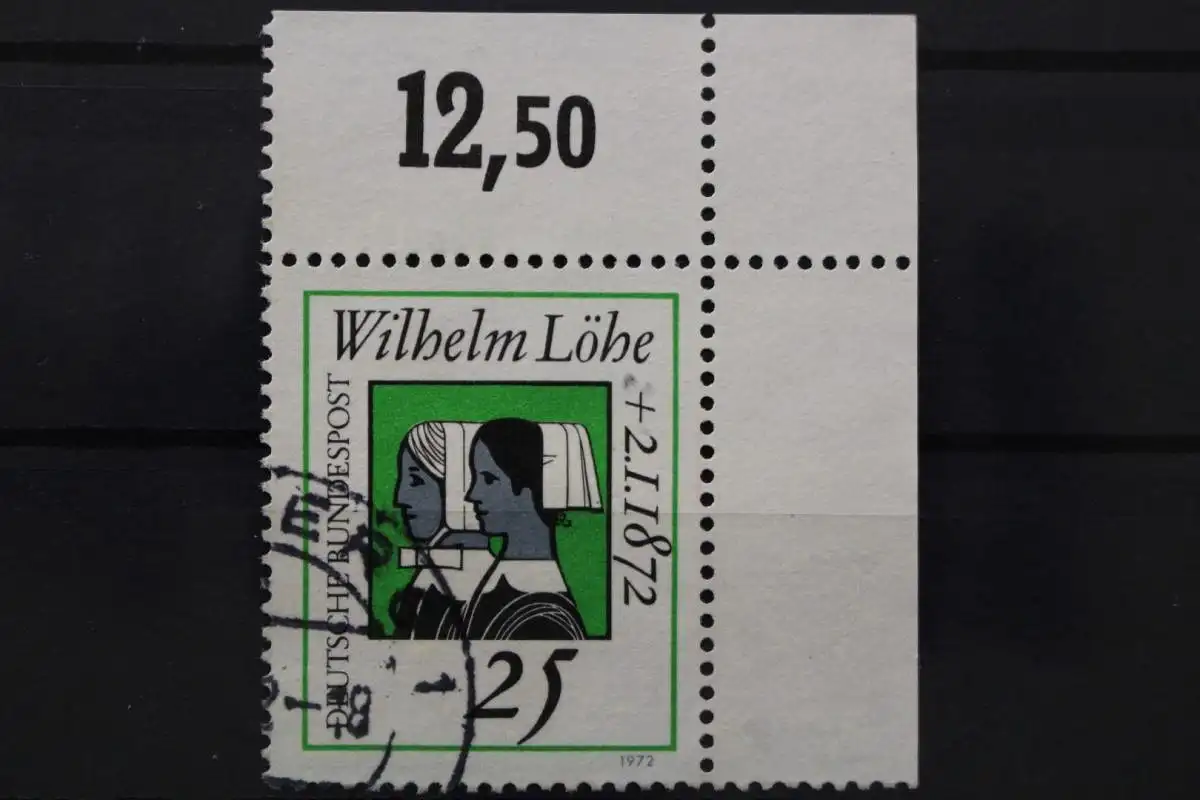 12,50
Wilhelm Löhe
+2.1.1872
DEUTSCHE BUNDESPOST
25
1972